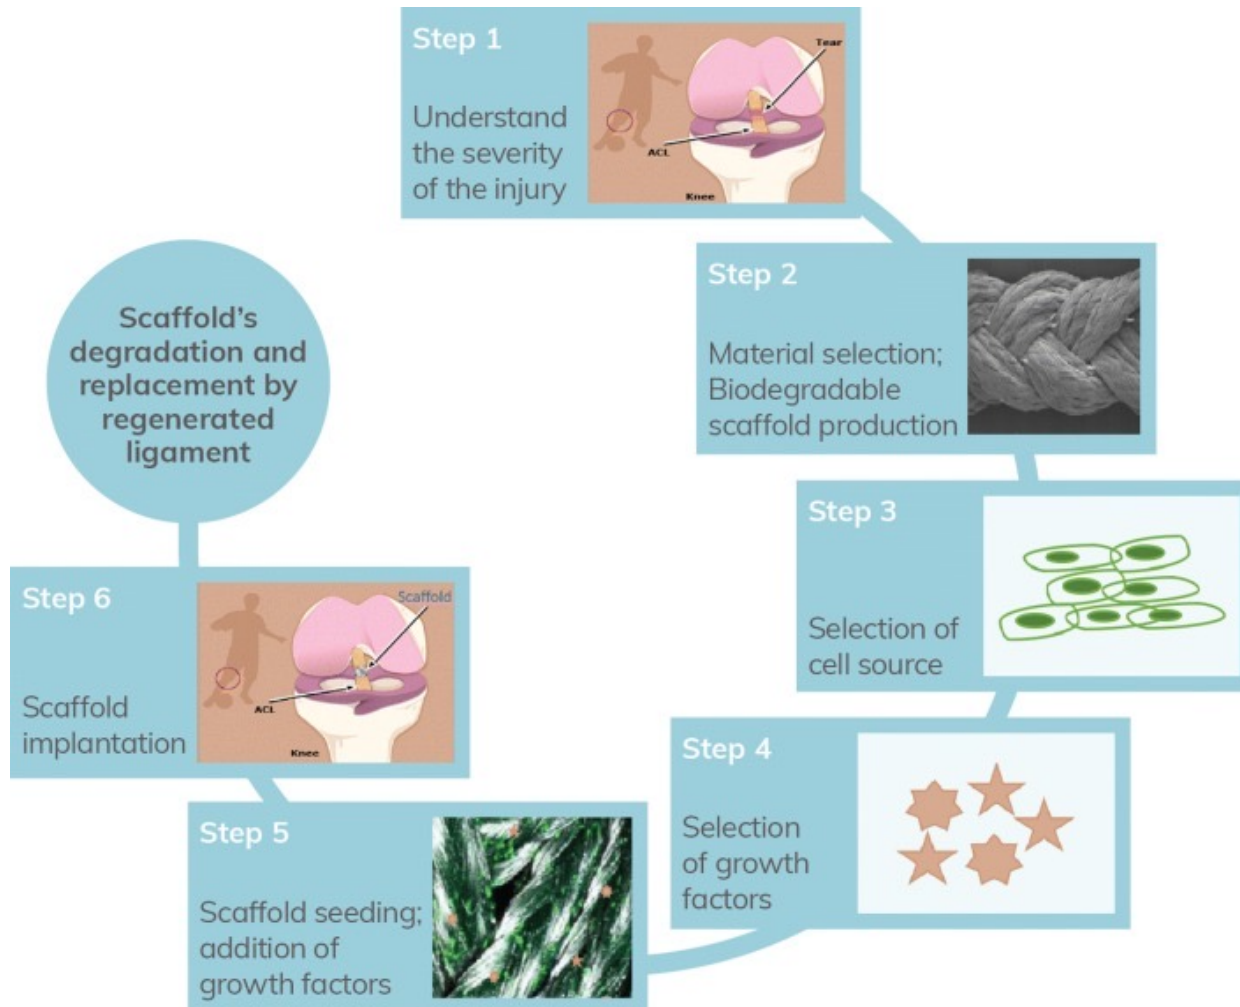 Step 1
Understand
the severity
of the injury
Tear
ACL
Knee
Step 2
Material selection;
Biodegradable
scaffold production
Step 3
Selection of
cell source
Step 4
Selection
of growth
factors
Step 5
Scaffold seeding;
addition of
growth factors
Step 6
Scaffold
implantation
Scaffold
ACL
Knee
Scaffold’s
degradation and
replacement by
regenerated
ligament